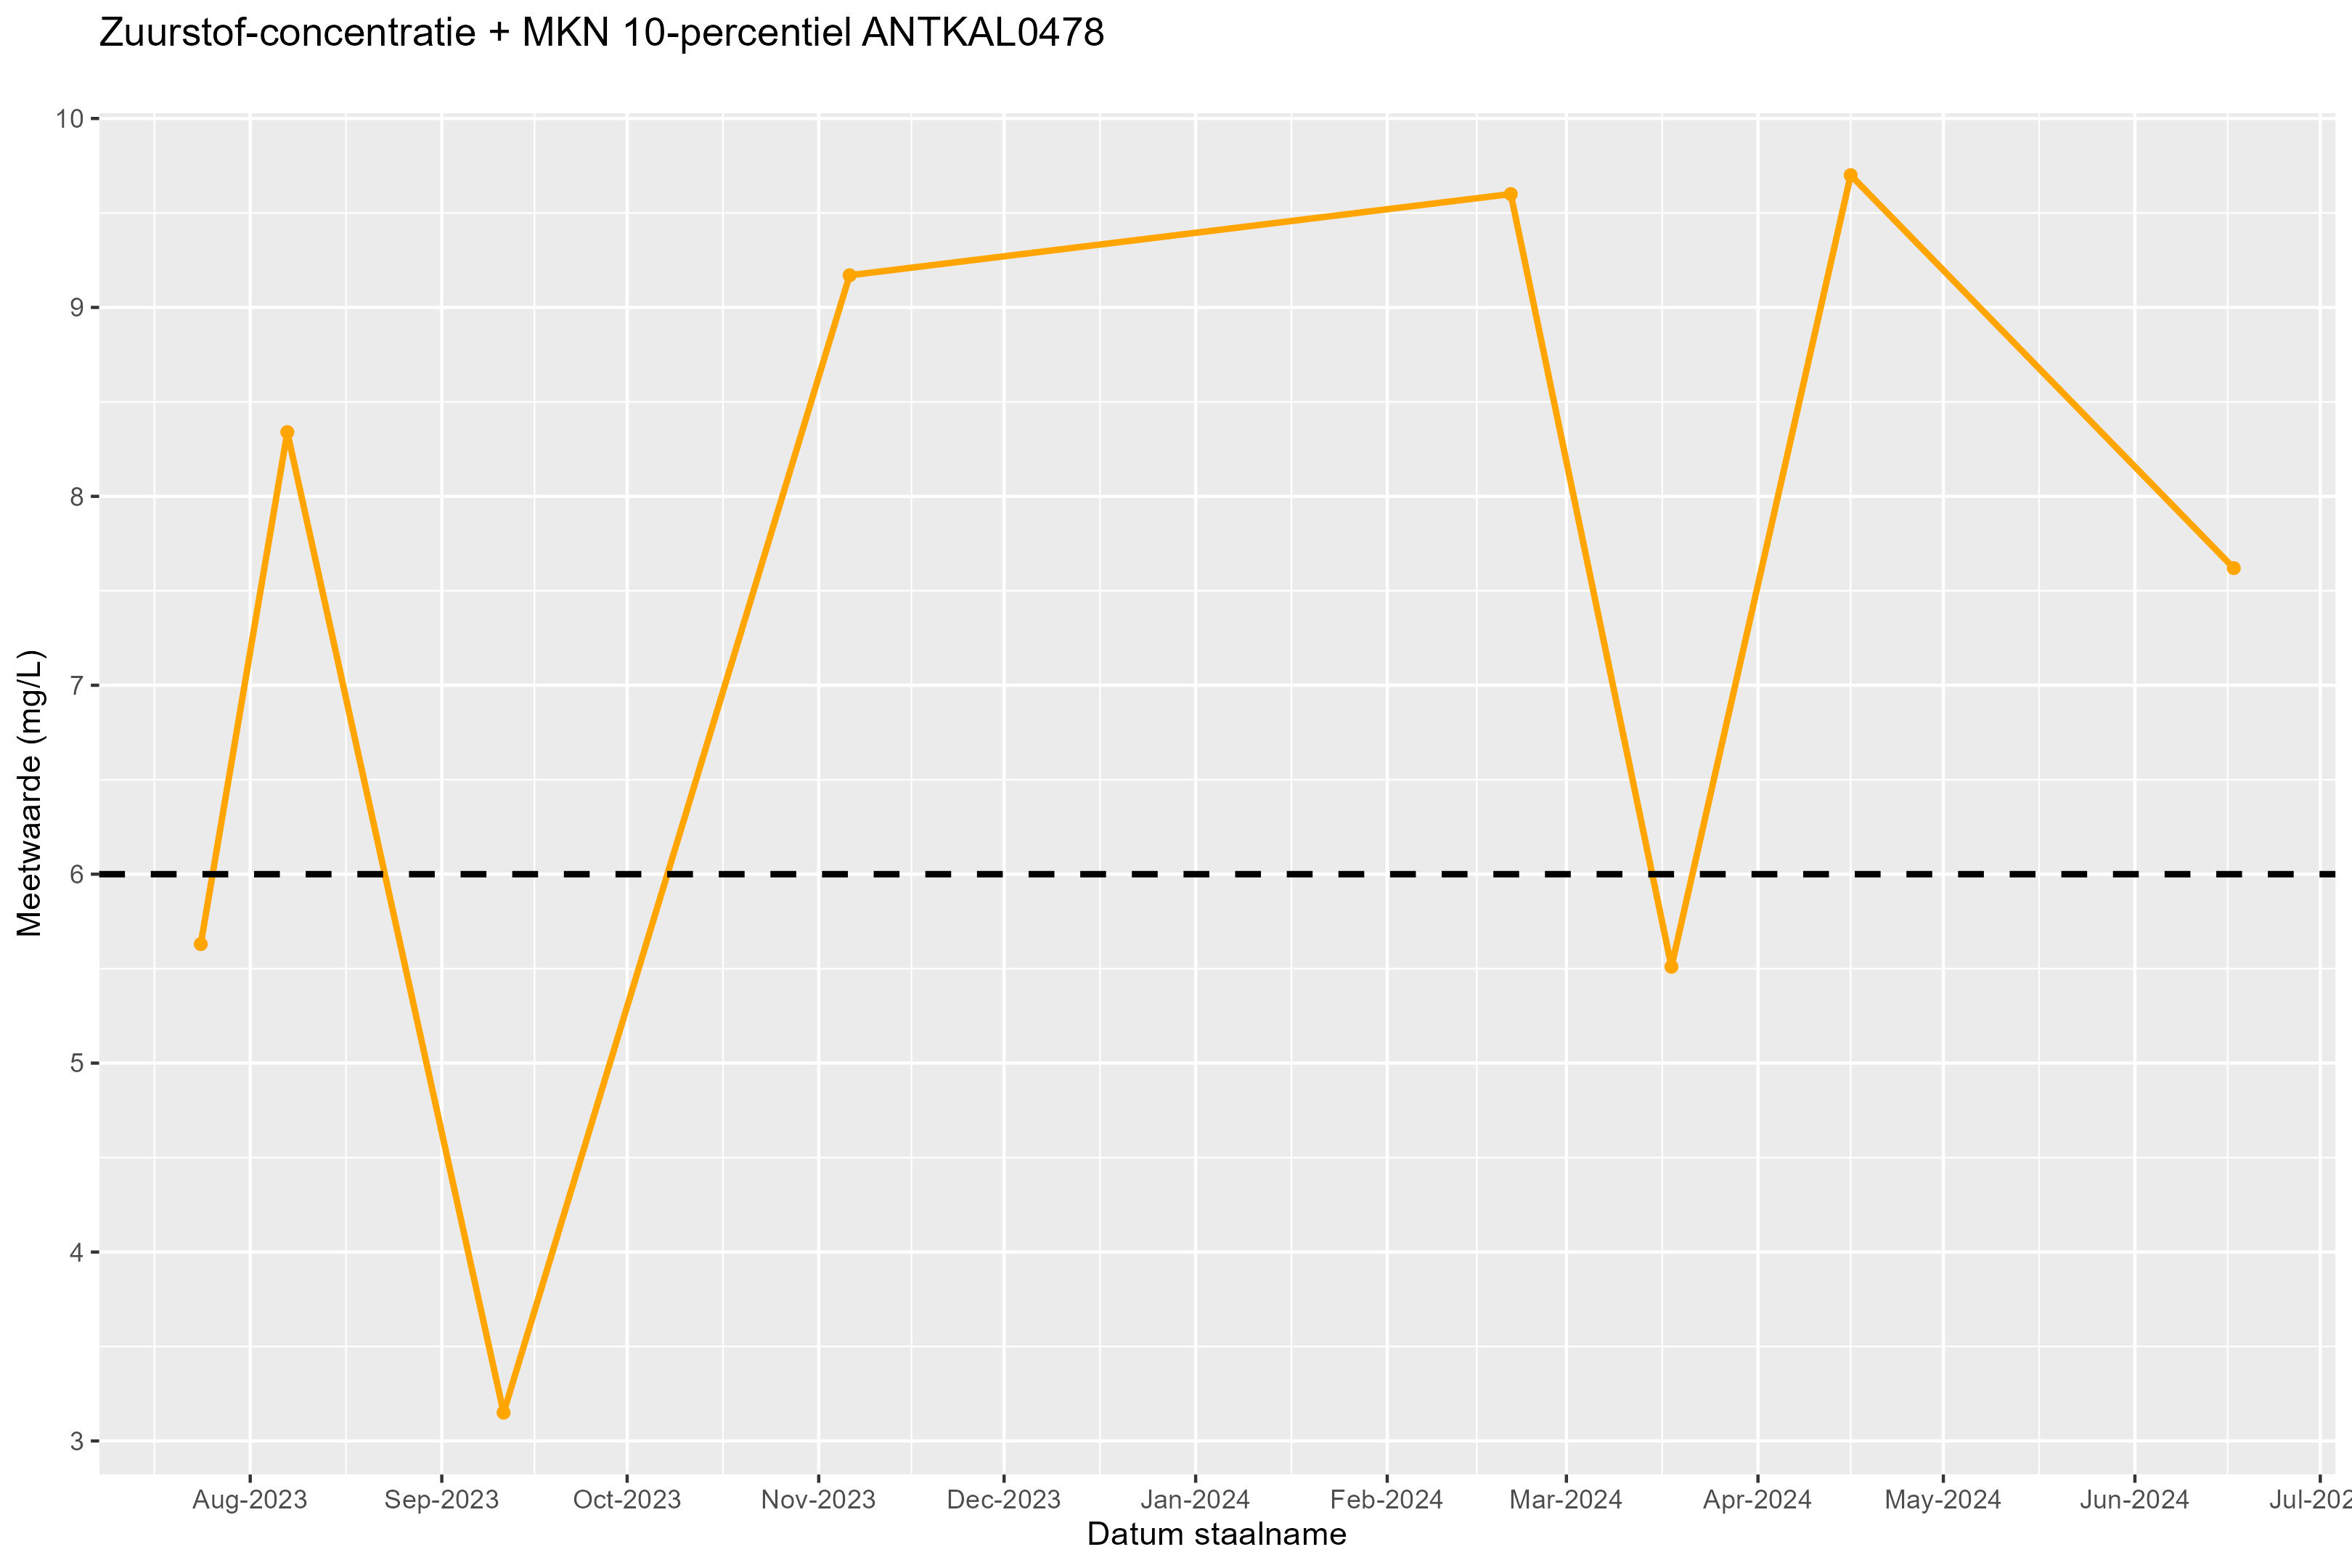 Zuurstof-concentratie + MKN 10-percentiel ANTKAL0478
10
9
8
7
6
5
4
3
Meetwaarde (mg/L)
Aug-2023 Sep-2023 Oct-2023 Nov-2023 Dec-2023 Jan-2024 Feb-2024 Mar-2024 Apr-2024 May-2024 Jun-2024 Jul-202
Datum staalname